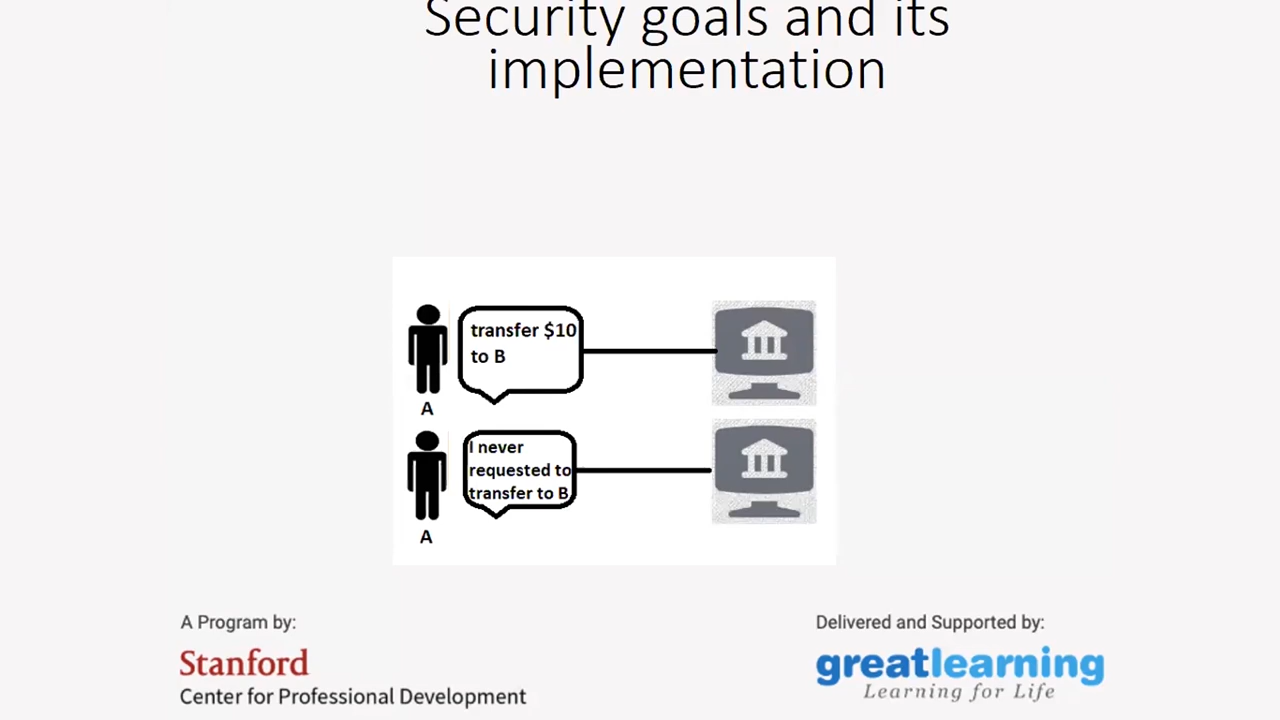 Security goals and its
implementation
transfer $10
to B
A
I never
requested to
transfer to B
A
A Program by:
Stanford
Center for Professional Development
Delivered and Supported by:
greatlearning
Learning for Life